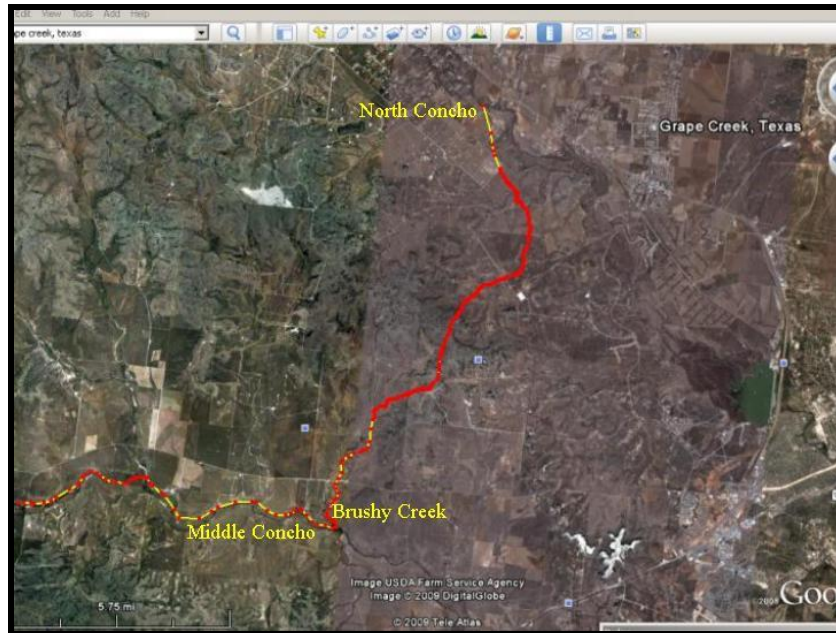 Edit View Tools Add Help
pe creek, texas
North Concho
Grape Creek, Texas
Brushy Creek
Middle Concho
Image USDA Farm Service Agency
Image © 2009 DigitalGlobe
5.75 mi
© 2009
Goo
© 2009 Tele Atlas